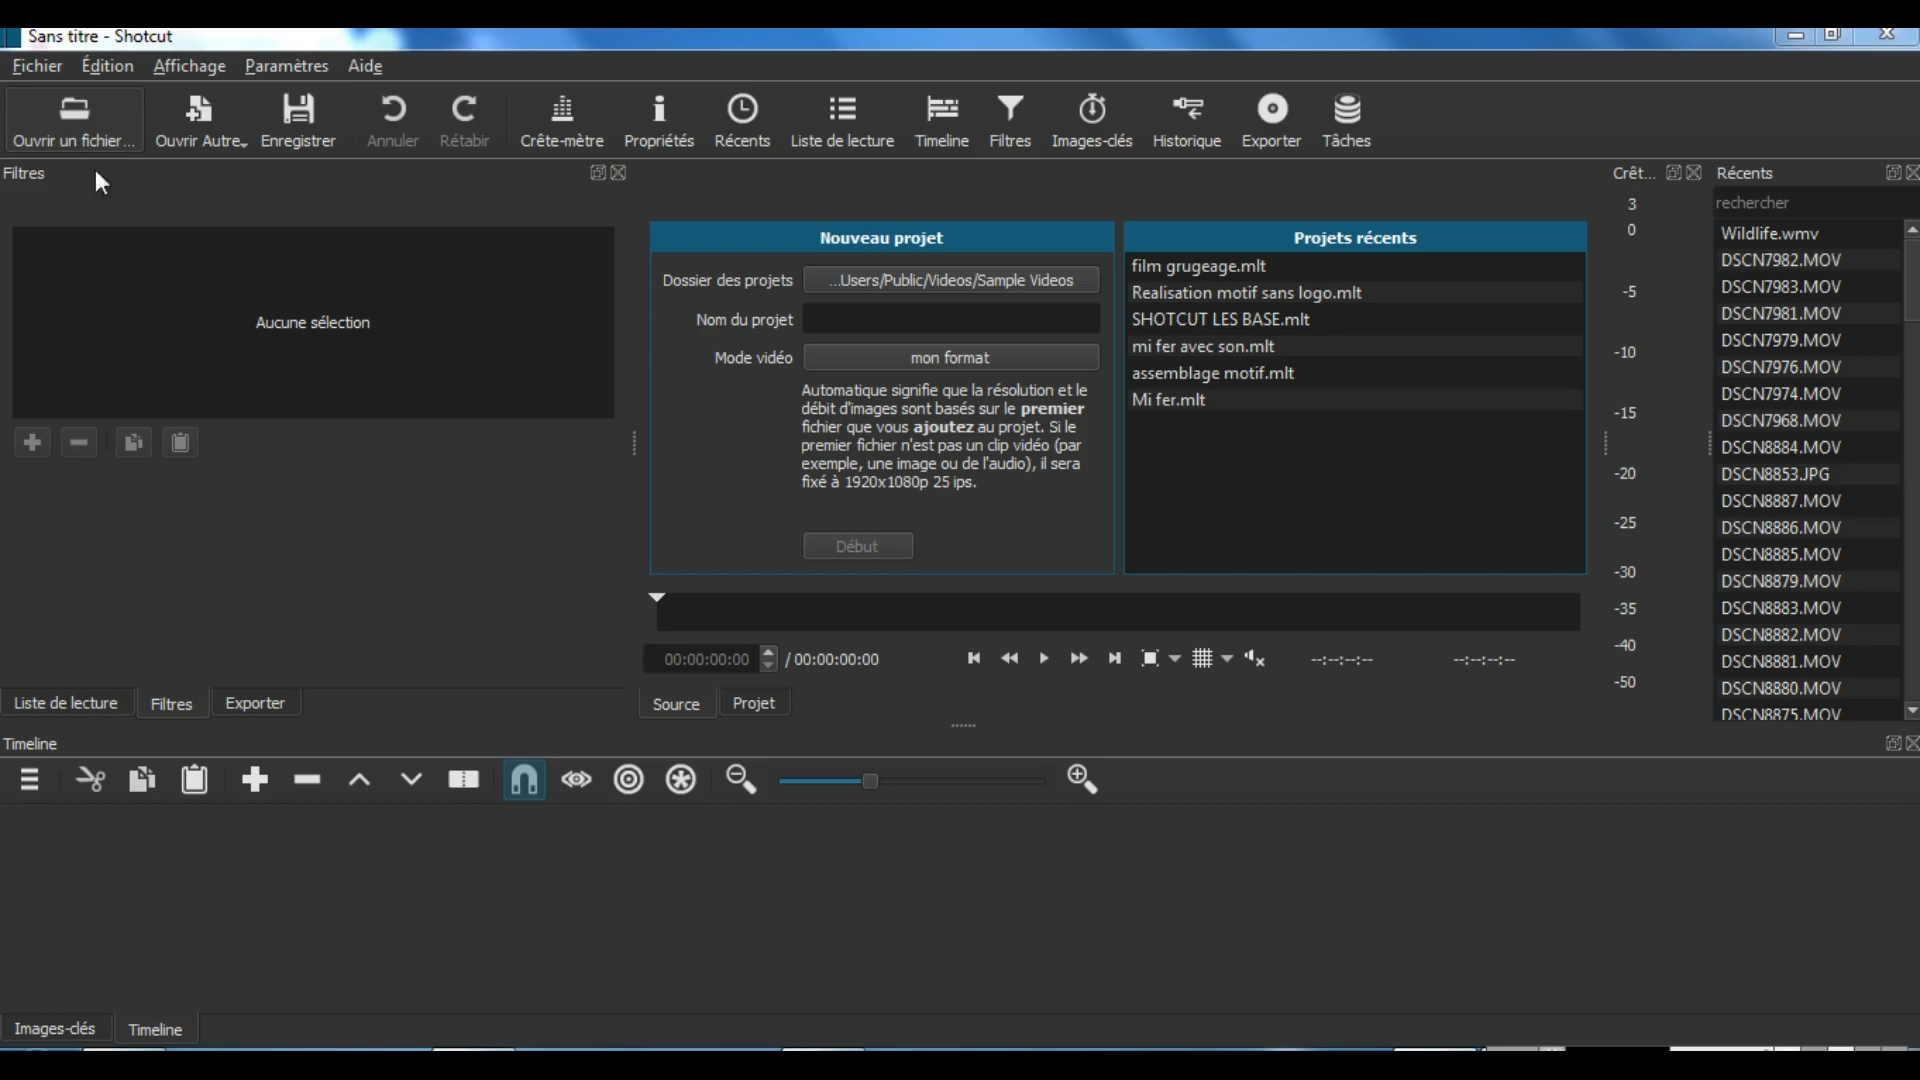 Sans titre - Shotcut
Fichier Édition Affichage Paramètres Aide
Ouvrir un fichier... Ouvrir Autre Enregistrer Annuler Rétabir Crête-mètre Propriétés Récents Liste de lecture Timeline Filtres Images-clés Historique Exporter Tâches
Filtres
Aucune sélection
Liste de lecture Filtres Exporter
Nouveau projet
Dossier des projets ...Users/Public/Videos/Sample Videos
Nom du projet
Mode vidéo mon format
Automatique signifie que la résolution et le
débit d'images sont basés sur le premier
fichier que vous ajoutez au projet. Si le
premier fichier n'est pas un clip vidéo (par
exemple, une image ou de l'audio), il sera
fixé à 1920x1080p 25 ips.
Début
Projets récents
film grugeage.mlt
Realisation motif sans logo.mlt
SHOTCUT LES BASE.mlt
mi fer avec son.mlt
assemblage motif.mlt
Mi fer.mlt
00:00:00:00 / 00:00:00:00 --:--:--:-- --:--:--:--
Source Projet
Crêt...
3
0
-5
-10
-15
-20
-25
-30
-35
-40
-50
Récents
rechercher
Wildlife.wmv
DSCN7982.MOV
DSCN7983.MOV
DSCN7981.MOV
DSCN7979.MOV
DSCN7976.MOV
DSCN7974.MOV
DSCN7968.MOV
DSCN8884.MOV
DSCN8853.JPG
DSCN8887.MOV
DSCN8886.MOV
DSCN8885.MOV
DSCN8879.MOV
DSCN8883.MOV
DSCN8882.MOV
DSCN8881.MOV
DSCN8880.MOV
DSCN8875.MOV
Timeline
Images-clés Timeline